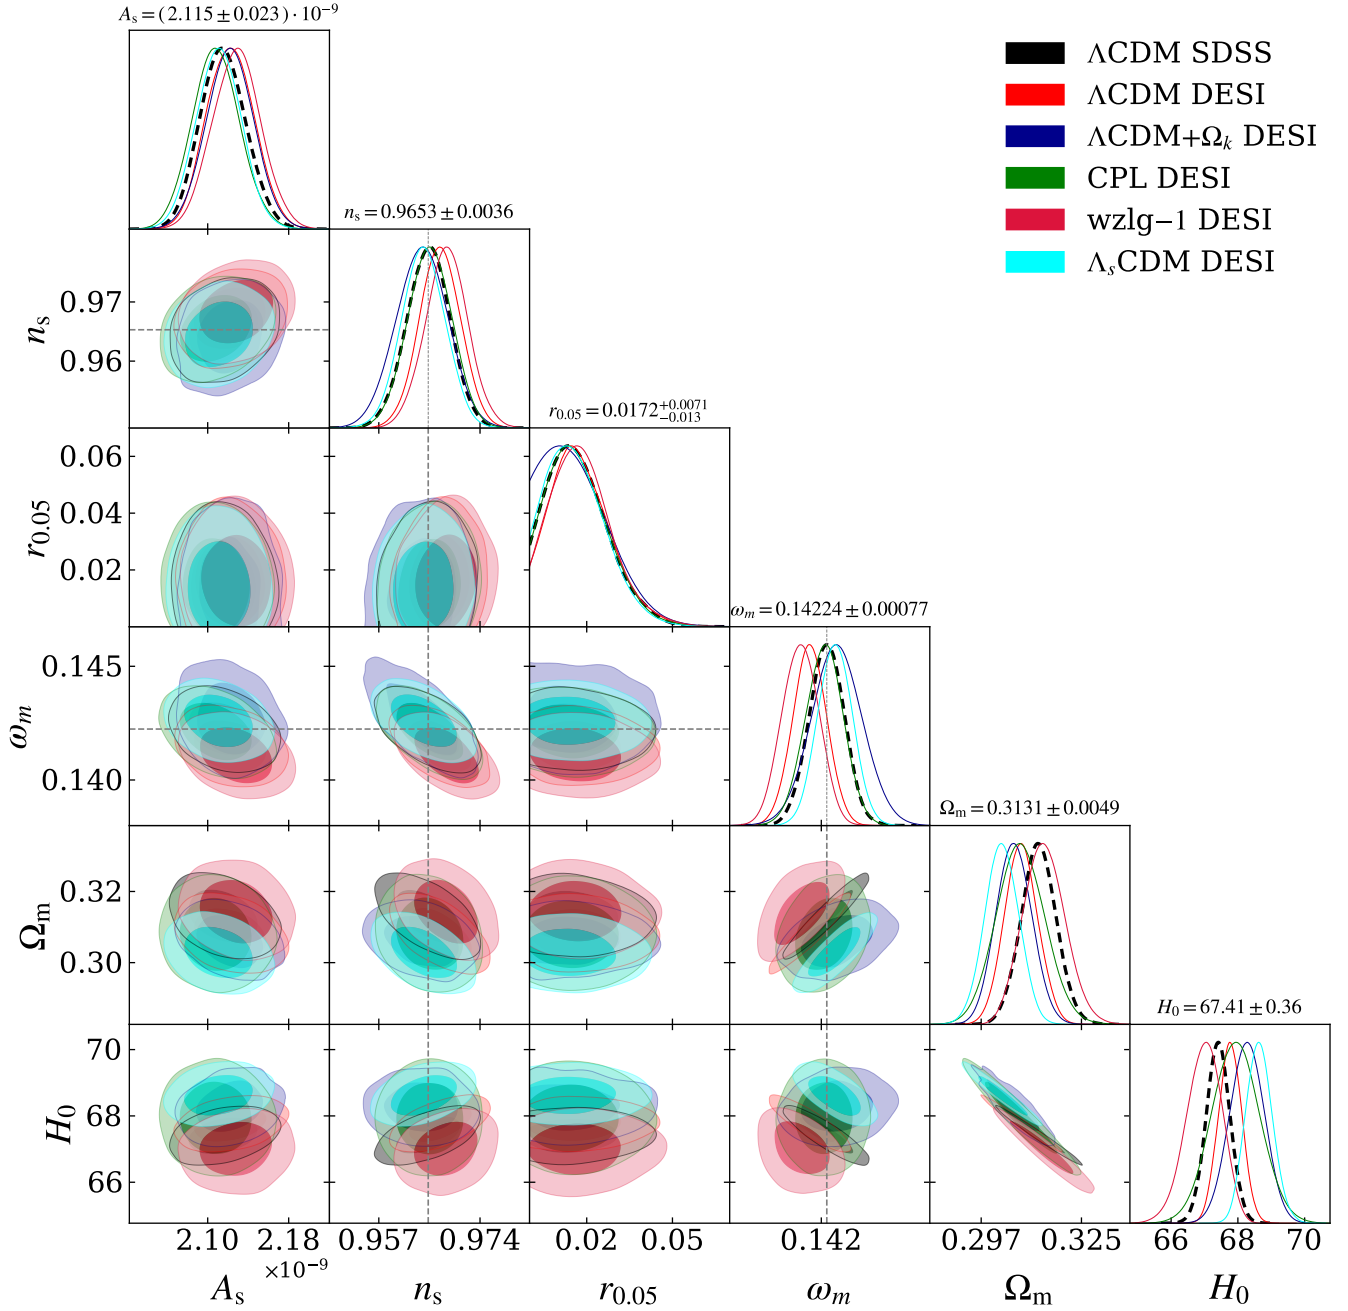 A_s = (2.115 ± 0.023) · 10^−9
ΛCDM SDSS
ΛCDM DESI
ΛCDM+Ω_k DESI
CPL DESI
wzlg−1 DESI
Λ_sCDM DESI
n_s = 0.9653 ± 0.0036
0.97
0.96
n_s
r_0.05 = 0.0172^{+0.0071}_{−0.013}
0.06
0.04
0.02
r_0.05
ω_m = 0.14224 ± 0.00077
0.145
0.140
ω_m
Ω_m = 0.3131 ± 0.0049
0.32
0.30
Ω_m
H_0 = 67.41 ± 0.36
70
68
66
H_0
2.10 2.18 0.957 0.974 0.02 0.05 0.142 0.297 0.325 66 68 70
×10^−9
A_s n_s r_0.05 ω_m Ω_m H_0